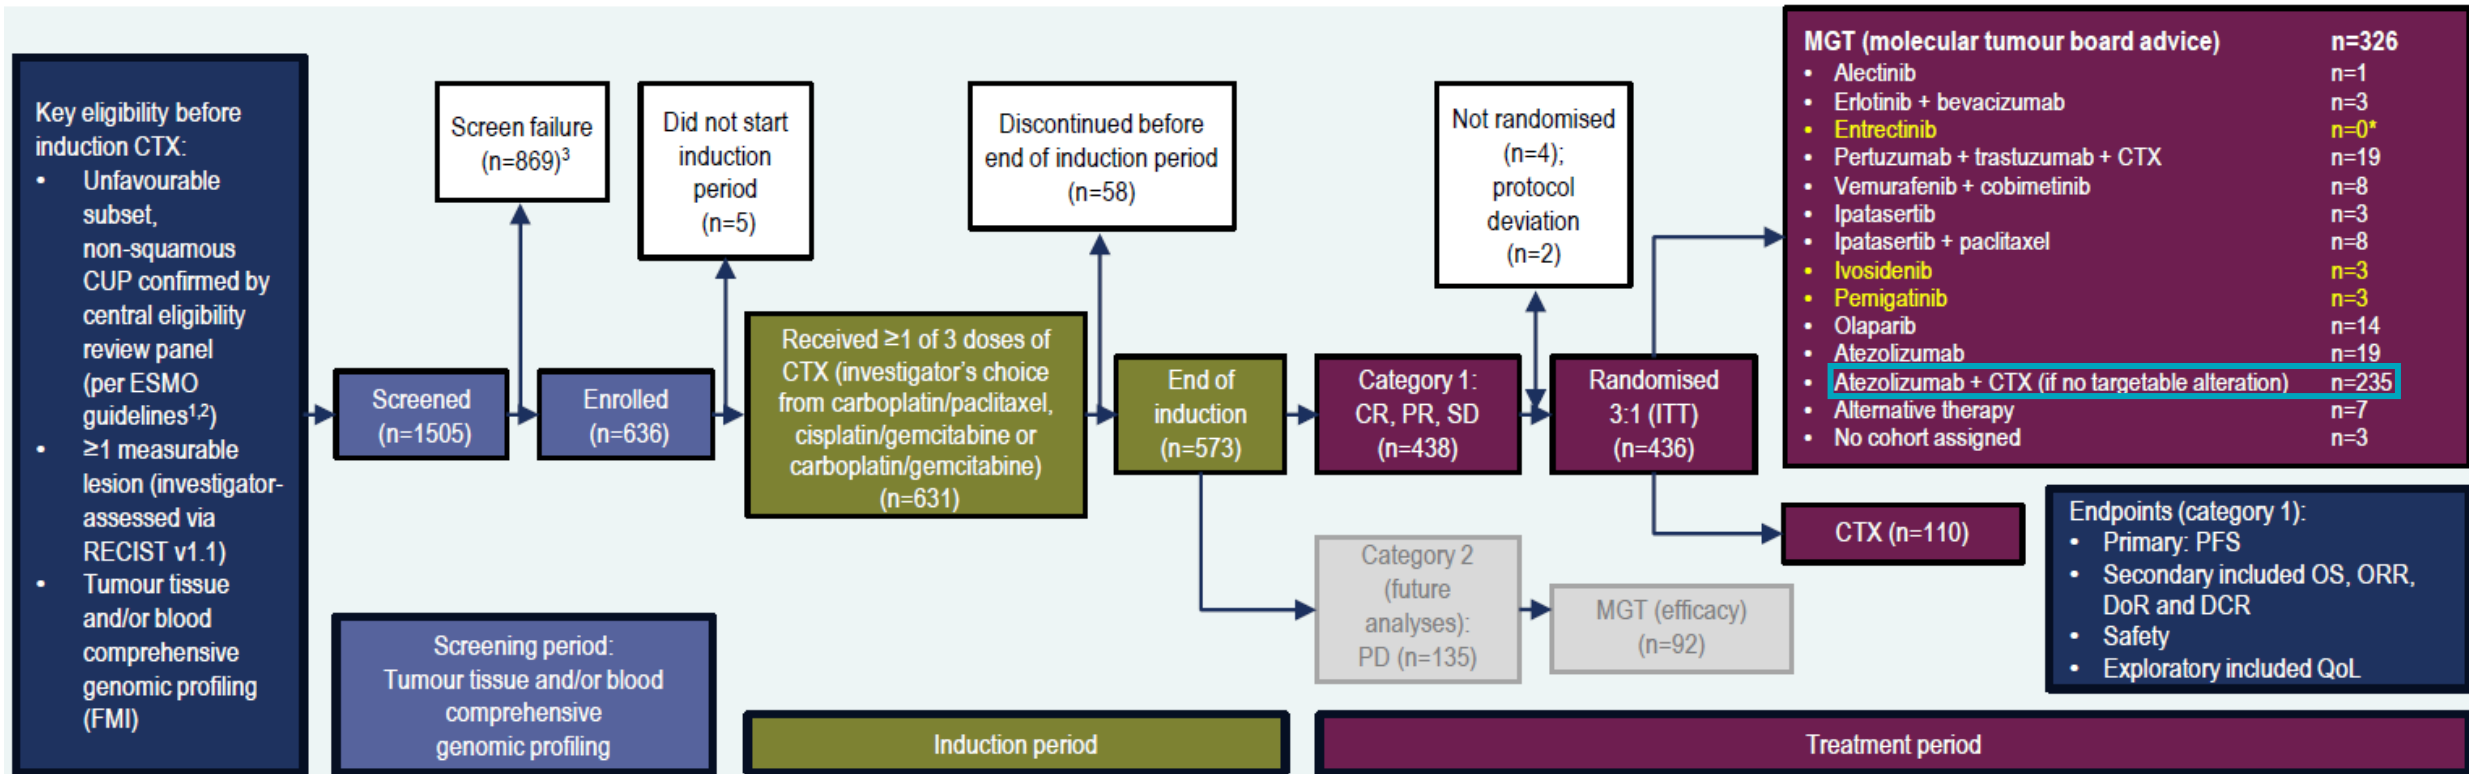 Key eligibility before
induction CTX:
• Unfavourable
subset,
non-squamous
CUP confirmed by
central eligibility
review panel
(per ESMO
guidelines1,2)
• ≥1 measurable
lesion (investigator-
assessed via
RECIST v1.1)
• Tumour tissue
and/or blood
comprehensive
genomic profiling
(FMI)
Screened
(n=1505)
Screen failure
(n=869)3
Enrolled
(n=636)
Did not start
induction
period
(n=5)
Screening period:
Tumour tissue and/or blood
comprehensive
genomic profiling
Received ≥1 of 3 doses of
CTX (investigator's choice
from carboplatin/paclitaxel,
cisplatin/gemcitabine or
carboplatin/gemcitabine)
(n=631)
Discontinued before
end of induction period
(n=58)
End of
induction
(n=573)
Induction period
Category 1:
CR, PR, SD
(n=438)
Not randomised
(n=4);
protocol
deviation
(n=2)
Randomised
3:1 (ITT)
(n=436)
Category 2
(future
analyses):
PD (n=135)
MGT (efficacy)
(n=92)
MGT (molecular tumour board advice) n=326
• Alectinib n=1
• Erlotinib + bevacizumab n=3
• Entrectinib n=0*
• Pertuzumab + trastuzumab + CTX n=19
• Vemurafenib + cobimetinib n=8
• Ipatasertib n=3
• Ipatasertib + paclitaxel n=8
• Ivosidenib n=3
• Pemigatinib n=3
• Olaparib n=14
• Atezolizumab n=19
• Atezolizumab + CTX (if no targetable alteration) n=235
• Alternative therapy n=7
• No cohort assigned n=3
CTX (n=110)
Endpoints (category 1):
• Primary: PFS
• Secondary included OS, ORR,
DoR and DCR
• Safety
• Exploratory included QoL
Treatment period